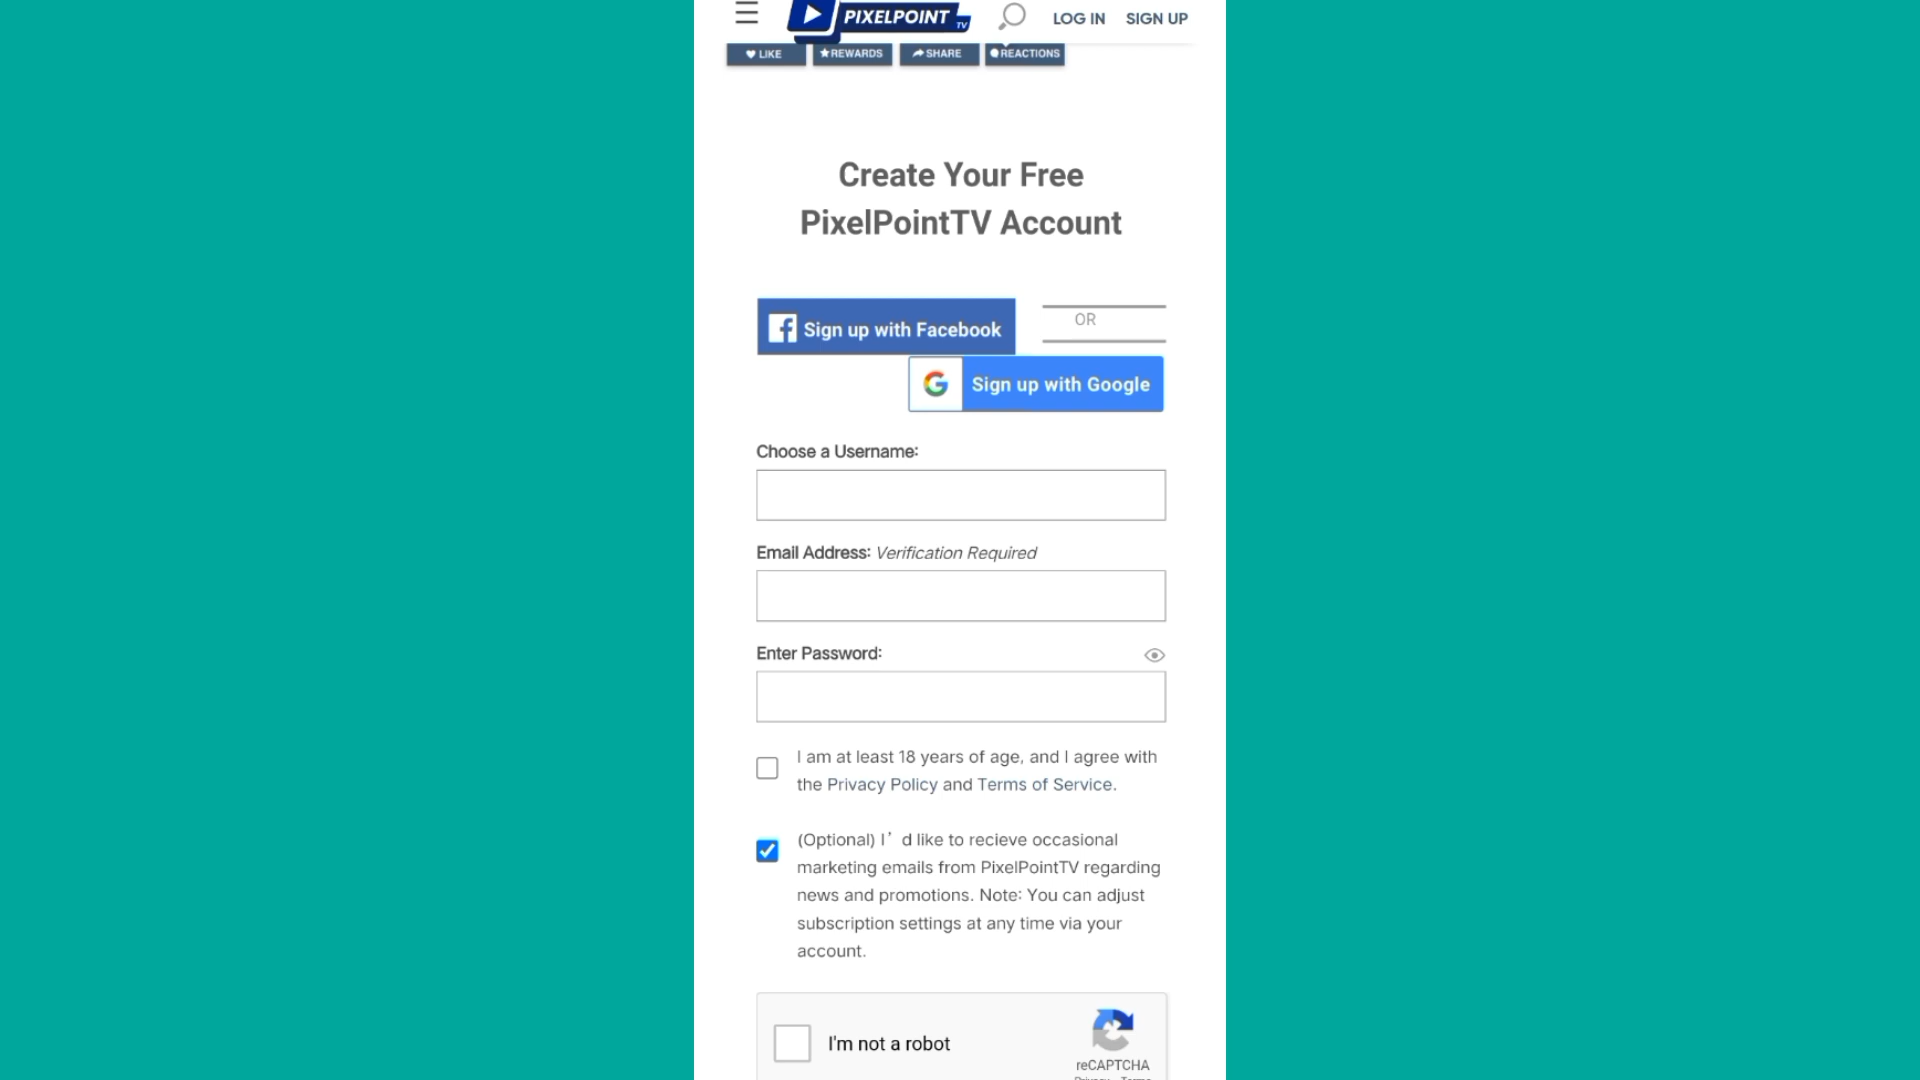 PIXELPOINT TV LOG IN SIGN UP
LIKE REWARDS SHARE REACTIONS
Create Your Free
PixelPointTV Account
Sign up with Facebook
OR
Sign up with Google
Choose a Username:
Email Address: Verification Required
Enter Password:
I am at least 18 years of age, and I agree with
the Privacy Policy and Terms of Service.
(Optional) I’d like to recieve occasional
marketing emails from PixelPointTV regarding
news and promotions. Note: You can adjust
subscription settings at any time via your
account.
I'm not a robot
reCAPTCHA
Privacy - Terms